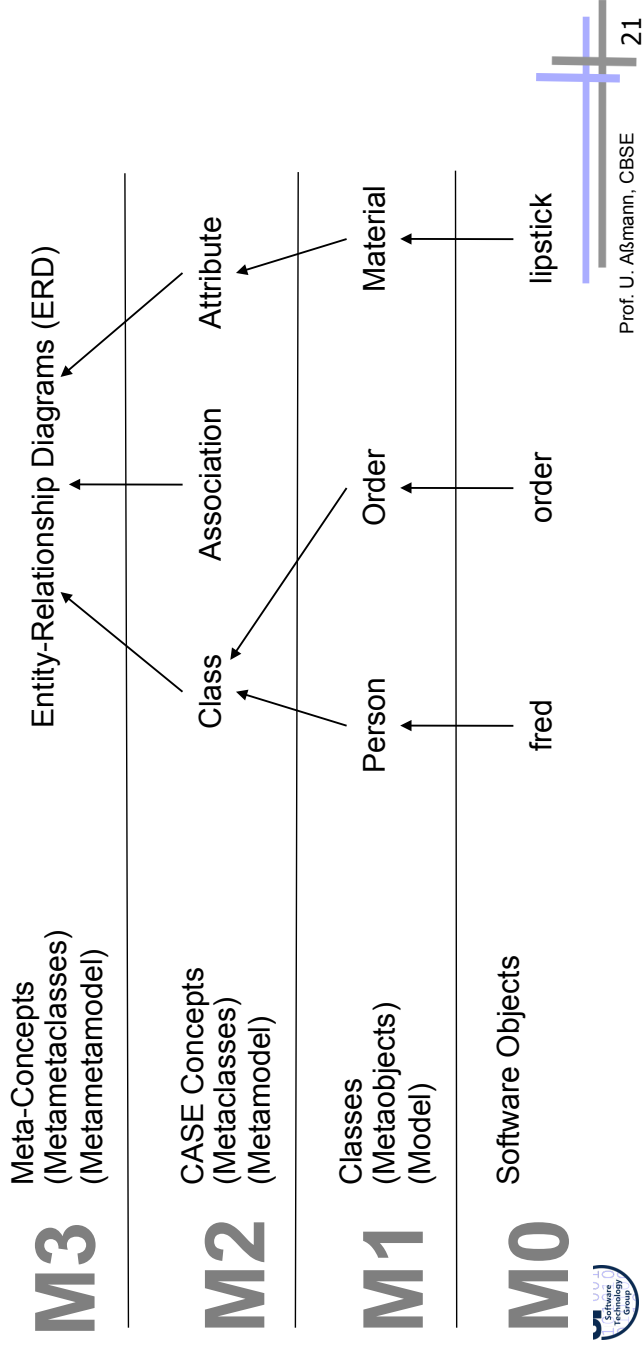 M3
Meta-Concepts
(Metametaclasses)
(Metametamodel)
Entity-Relationship Diagrams (ERD)
M2
CASE Concepts
(Metaclasses)
(Metamodel)
Class
Association
Attribute
M1
Classes
(Metaobjects)
(Model)
Person
Order
Material
M0
Software Objects
fred
order
lipstick
Software
Technology
Group
Prof. U. Aßmann, CBSE
21